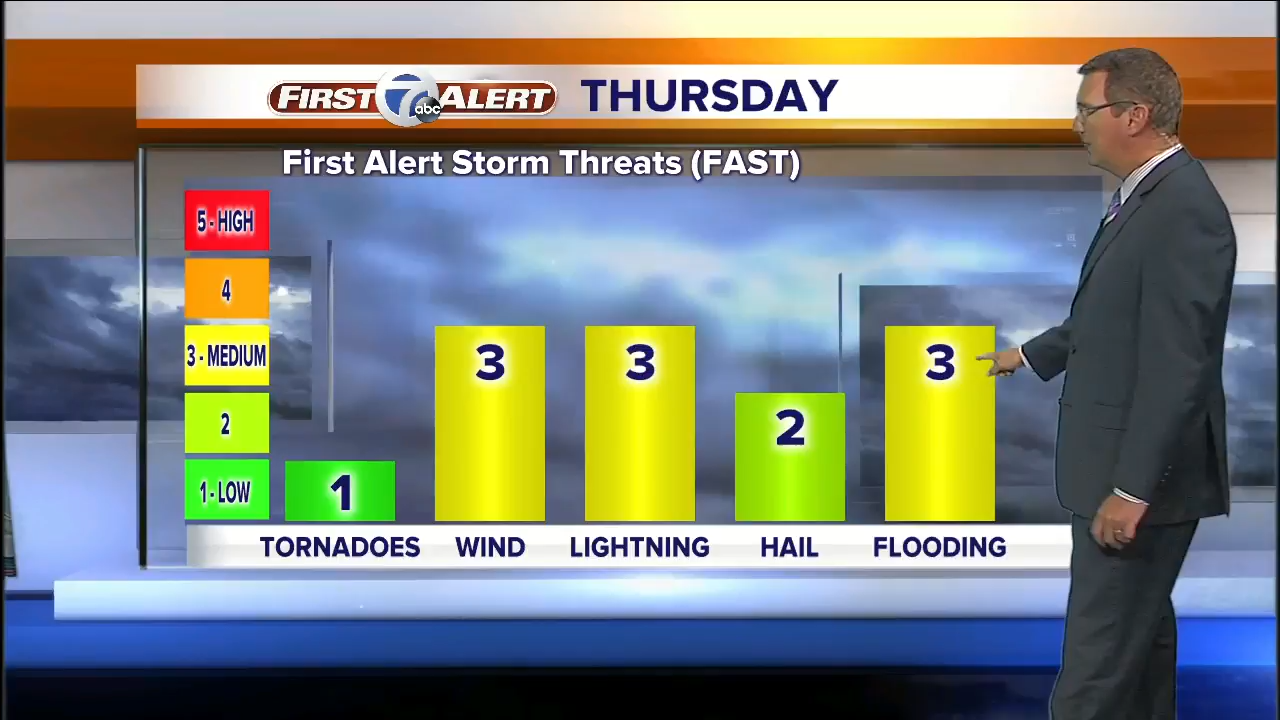 FIRST 7 abc ALERT THURSDAY
First Alert Storm Threats (FAST)
5 - HIGH
4
3 - MEDIUM
2
1 - LOW
1
3
3
2
3
TORNADOES WIND LIGHTNING HAIL FLOODING